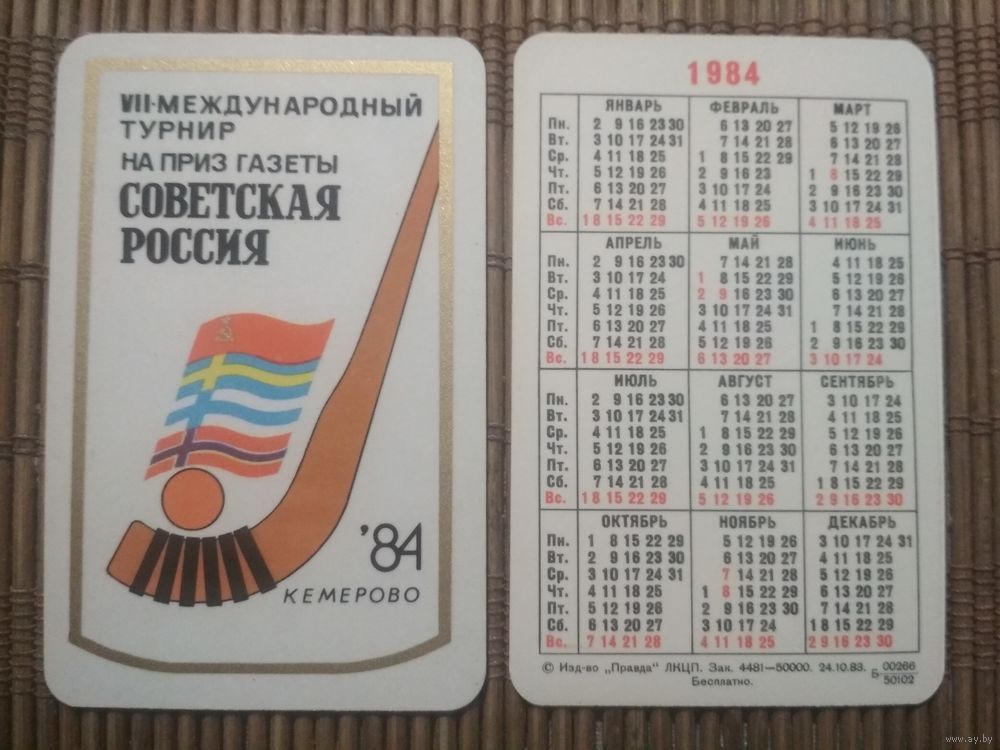 VII·МЕЖДУНАРОДНЫЙ
ТУРНИР
НА ПРИЗ ГАЗЕТЫ
СОВЕТСКАЯ
РОССИЯ
'84
КЕМЕРОВО
1984
ЯНВАРЬ ФЕВРАЛЬ МАРТ
Пн. 2 9 16 23 30 6 13 20 27 5 12 19 26
Вт. 3 10 17 24 31 7 14 21 28 6 13 20 27
Ср. 4 11 18 25 1 8 15 22 29 7 14 21 28
Чт. 5 12 19 26 2 9 16 23 1 8 15 22 29
Пт. 6 13 20 27 3 10 17 24 2 9 16 23 30
Сб. 7 14 21 28 4 11 18 25 3 10 17 24 31
Вс. 1 8 15 22 29 5 12 19 26 4 11 18 25
АПРЕЛЬ МАЙ ИЮНЬ
Пн. 2 9 16 23 30 7 14 21 28 4 11 18 25
Вт. 3 10 17 24 1 8 15 22 29 5 12 19 26
Ср. 4 11 18 25 2 9 16 23 30 6 13 20 27
Чт. 5 12 19 26 3 10 17 24 31 7 14 21 28
Пт. 6 13 20 27 4 11 18 25 1 8 15 22 29
Сб. 7 14 21 28 5 12 19 26 2 9 16 23 30
Вс. 1 8 15 22 29 6 13 20 27 3 10 17 24
ИЮЛЬ АВГУСТ СЕНТЯБРЬ
Пн. 2 9 16 23 30 6 13 20 27 3 10 17 24
Вт. 3 10 17 24 31 7 14 21 28 4 11 18 25
Ср. 4 11 18 25 1 8 15 22 29 5 12 19 26
Чт. 5 12 19 26 2 9 16 23 30 6 13 20 27
Пт. 6 13 20 27 3 10 17 24 31 7 14 21 28
Сб. 7 14 21 28 4 11 18 25 1 8 15 22 29
Вс. 1 8 15 22 29 5 12 19 26 2 9 16 23 30
ОКТЯБРЬ НОЯБРЬ ДЕКАБРЬ
Пн. 1 8 15 22 29 5 12 19 26 3 10 17 24 31
Вт. 2 9 16 23 30 6 13 20 27 4 11 18 25
Ср. 3 10 17 24 31 7 14 21 28 5 12 19 26
Чт. 4 11 18 25 1 8 15 22 29 6 13 20 27
Пт. 5 12 19 26 2 9 16 23 30 7 14 21 28
Сб. 6 13 20 27 3 10 17 24 1 8 15 22 29
Вс. 7 14 21 28 4 11 18 25 2 9 16 23 30
© Изд-во „Правда" ЛКЦП. Зак. 4481—50000. 24.10.83. Б 00266/50102
Бесплатно.
www.ay.by